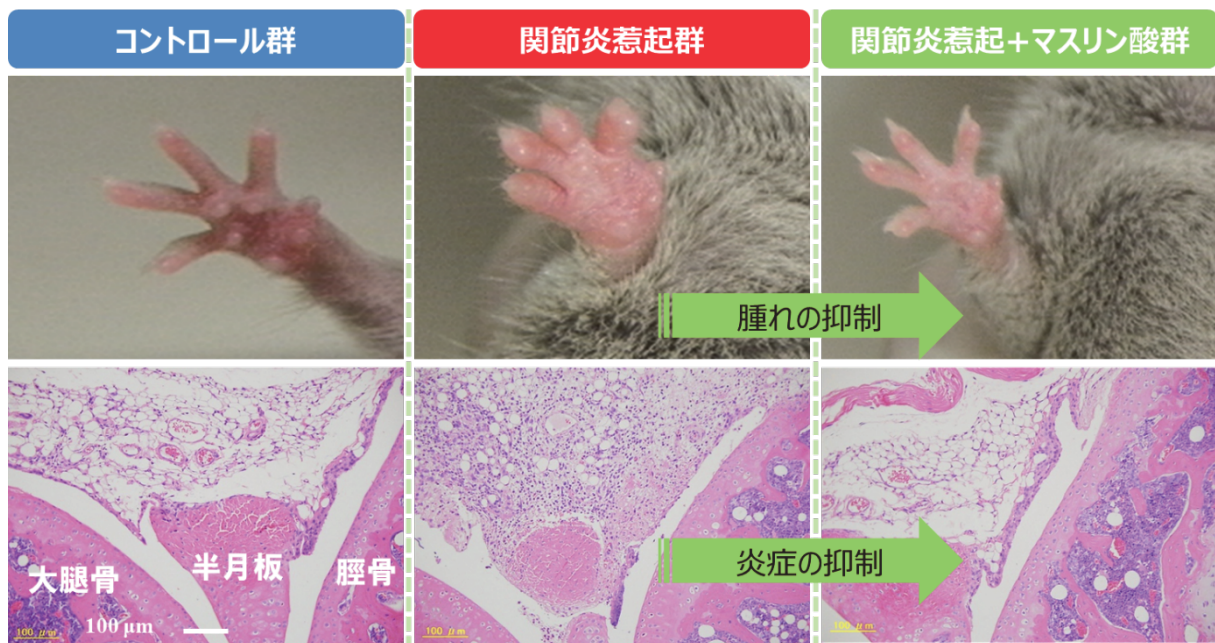 コントロール群
関節炎惹起群
関節炎惹起+マスリン酸群
腫れの抑制
大腿骨
半月板
脛骨
炎症の抑制
100 μm
100 μm
100 μm
100 μm